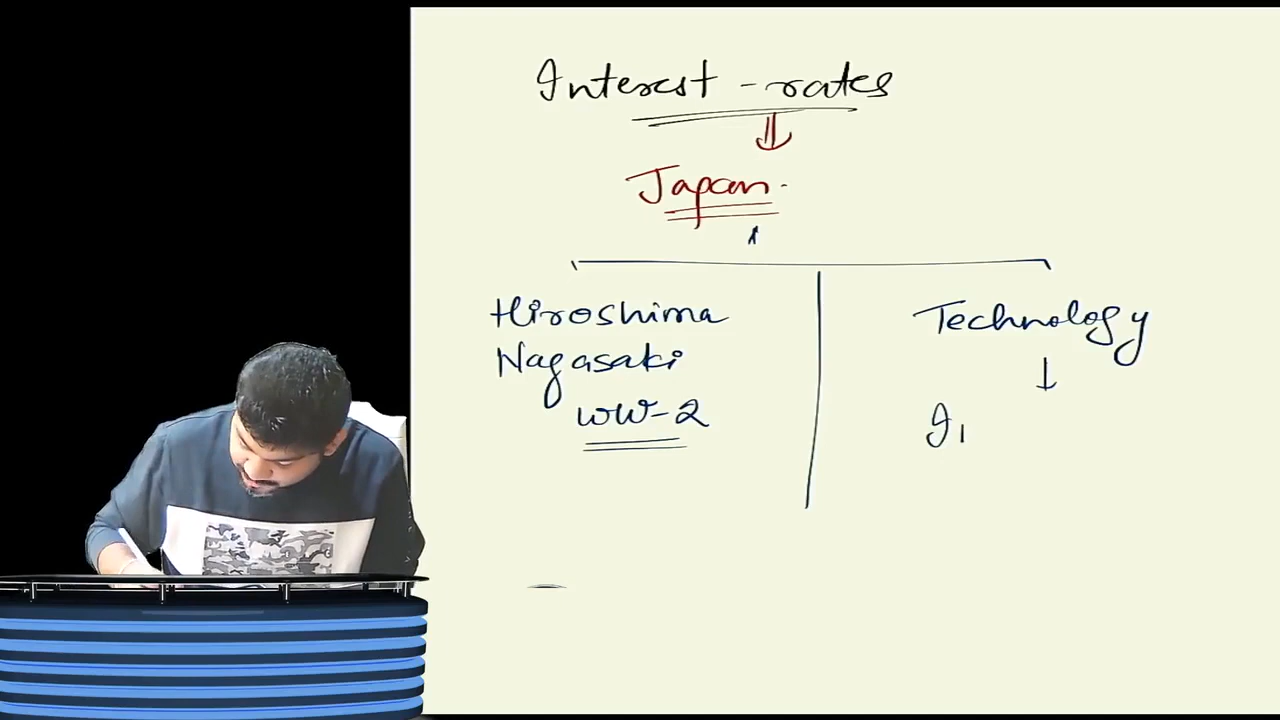 Interest - rates
Japan.
Hiroshima
Nagasaki
WW-2
Technology